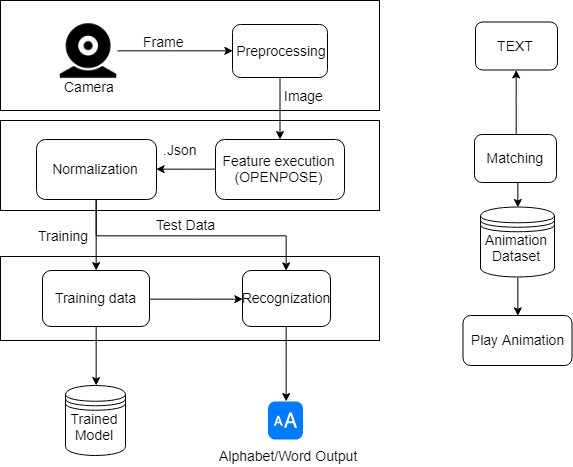 Frame
Preprocessing
Camera
Image
Normalization
.Json
Feature execution
(OPENPOSE)
Training
Test Data
Training data
Recognization
Trained
Model
AA
Alphabet/Word Output
TEXT
Matching
Animation
Dataset
Play Animation